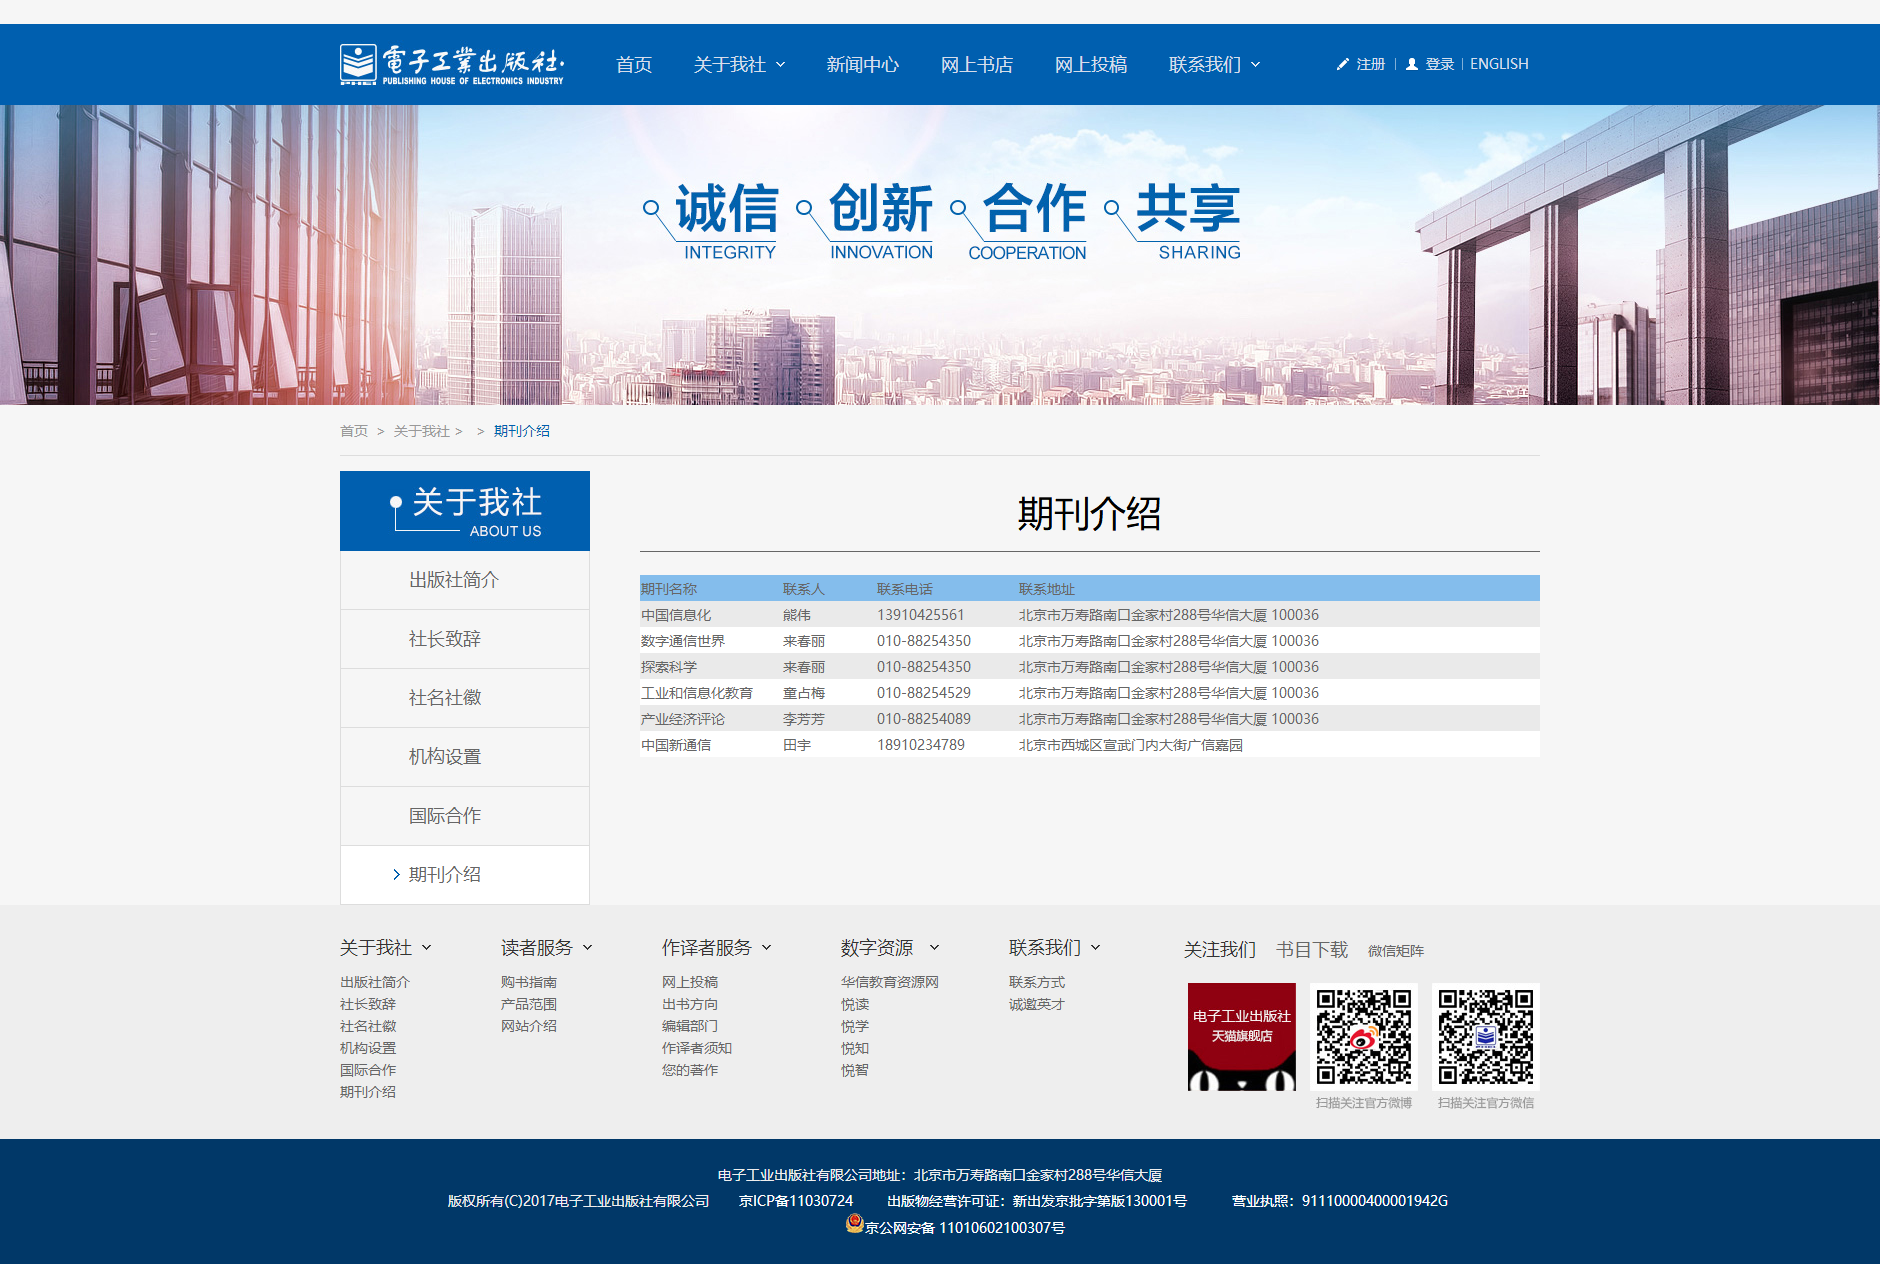 電子工業出版社
PUBLISHING HOUSE OF ELECTRONICS INDUSTRY
首页 关于我社 新闻中心 网上书店 网上投稿 联系我们 注册 登录 ENGLISH
诚信 创新 合作 共享
INTEGRITY INNOVATION COOPERATION SHARING
首页 > 关于我社 > > 期刊介绍
关于我社
ABOUT US
出版社简介
社长致辞
社名社徽
机构设置
国际合作
期刊介绍
期刊介绍
期刊名称 联系人 联系电话 联系地址
中国信息化 熊伟 13910425561 北京市万寿路南口金家村288号华信大厦 100036
数字通信世界 来春丽 010-88254350 北京市万寿路南口金家村288号华信大厦 100036
探索科学 来春丽 010-88254350 北京市万寿路南口金家村288号华信大厦 100036
工业和信息化教育 童占梅 010-88254529 北京市万寿路南口金家村288号华信大厦 100036
产业经济评论 李芳芳 010-88254089 北京市万寿路南口金家村288号华信大厦 100036
中国新通信 田宇 18910234789 北京市西城区宣武门内大街广信嘉园
关于我社
出版社简介
社长致辞
社名社徽
机构设置
国际合作
期刊介绍
读者服务
购书指南
产品范围
网站介绍
作译者服务
网上投稿
出书方向
编辑部门
作译者须知
您的著作
数字资源
华信教育资源网
悦读
悦学
悦知
悦智
联系我们
联系方式
诚邀英才
关注我们 书目下载 微信矩阵
电子工业出版社
天猫旗舰店
扫描关注官方微博 扫描关注官方微信
电子工业出版社有限公司地址：北京市万寿路南口金家村288号华信大厦
版权所有(C)2017电子工业出版社有限公司 京ICP备11030724 出版物经营许可证：新出发京批字第版130001号 营业执照：91110000400001942G
京公网安备 11010602100307号